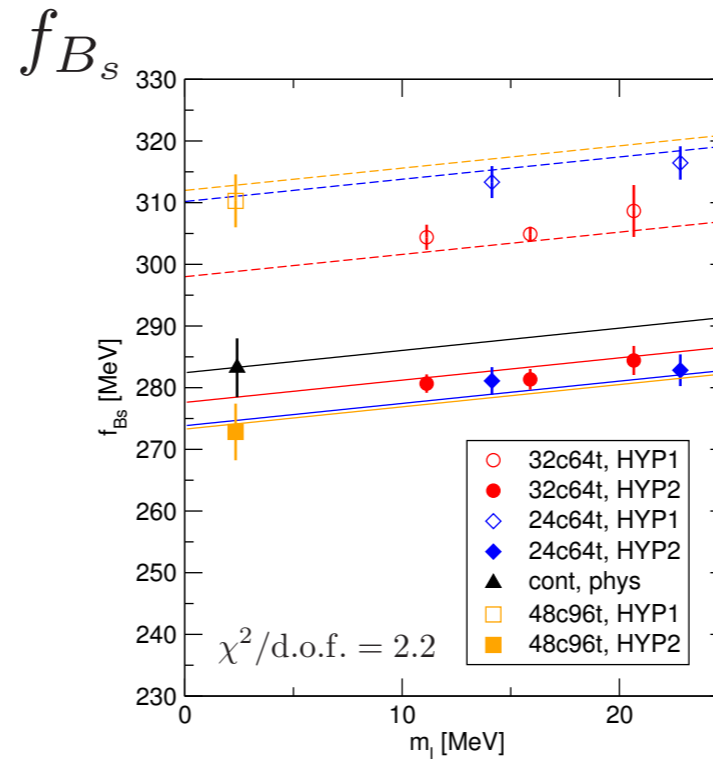 f_{B_s}
330
320
310
300
290
280
270
260
250
240
230
f_{Bs} [MeV]
32c64t, HYP1
32c64t, HYP2
24c64t, HYP1
24c64t, HYP2
cont, phys
48c96t, HYP1
48c96t, HYP2
χ²/d.o.f. = 2.2
0 10 20
m_l [MeV]